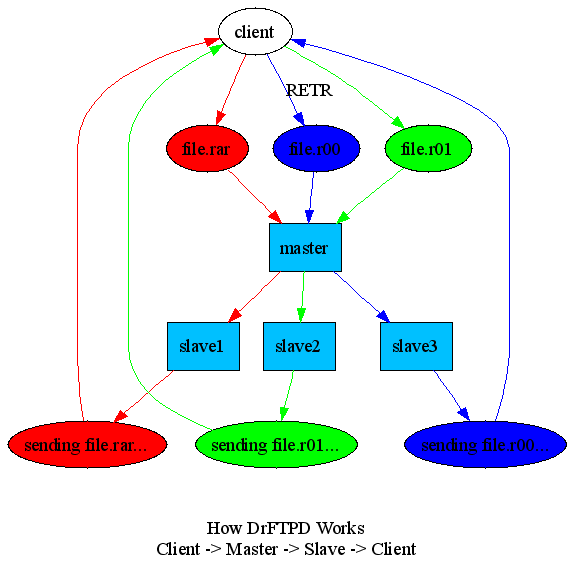 client
RETR
file.rar
file.r00
file.r01
master
slave1
slave2
slave3
sending file.rar...
sending file.r01...
sending file.r00...
How DrFTPD Works
Client -> Master -> Slave -> Client